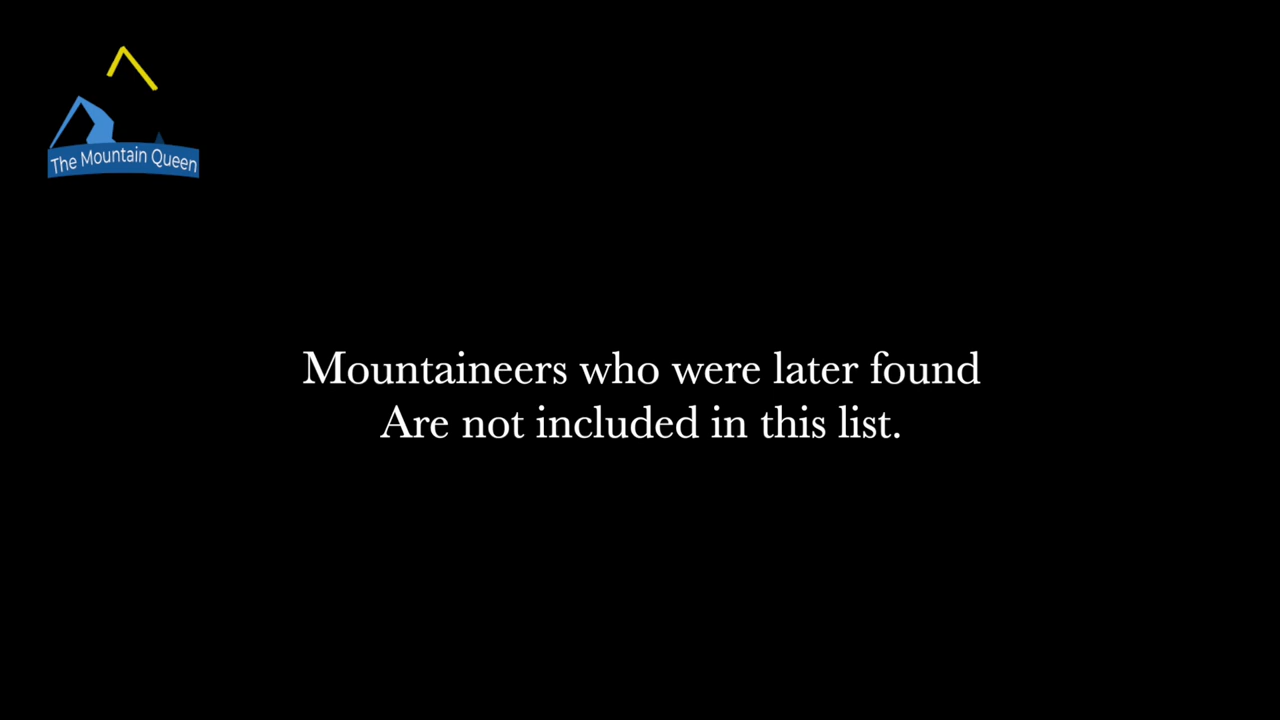 The Mountain Queen
Mountaineers who were later found
Are not included in this list.